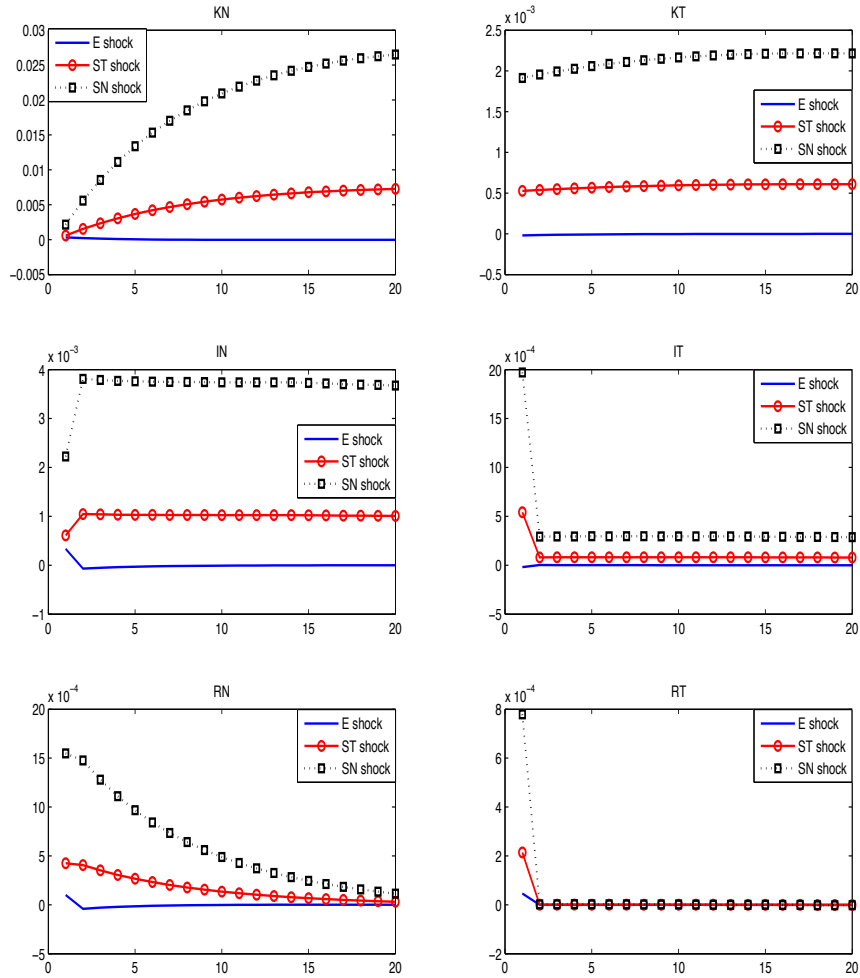 KN
0.03
0.025
0.02
0.015
0.01
0.005
0
−0.005
0 5 10 15 20
E shock
ST shock
SN shock
KT
x 10⁻³
2.5
2
1.5
1
0.5
0
−0.5
0 5 10 15 20
E shock
ST shock
SN shock
IN
x 10⁻³
4
3
2
1
0
−1
0 5 10 15 20
E shock
ST shock
SN shock
IT
x 10⁻⁴
20
15
10
5
0
−5
0 5 10 15 20
E shock
ST shock
SN shock
RN
x 10⁻⁴
20
15
10
5
0
−5
0 5 10 15 20
E shock
ST shock
SN shock
RT
x 10⁻⁴
8
6
4
2
0
−2
0 5 10 15 20
E shock
ST shock
SN shock